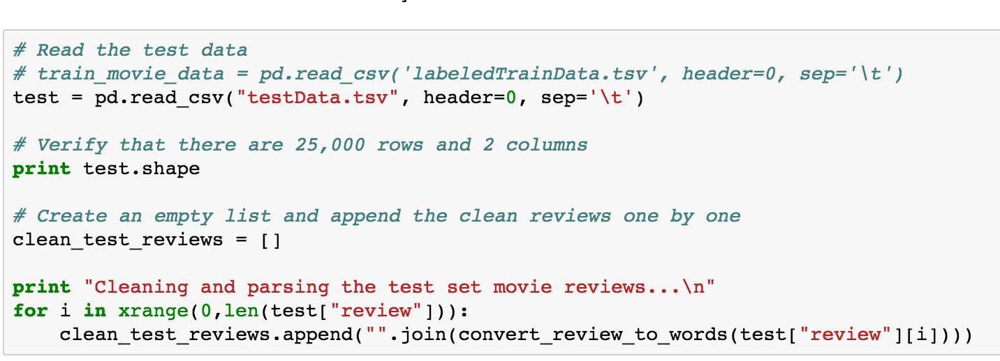 # Read the test data
# train_movie_data = pd.read_csv('labeledTrainData.tsv', header=0, sep='\t')
test = pd.read_csv("testData.tsv", header=0, sep='\t')
# Verify that there are 25,000 rows and 2 columns
print test.shape
# Create an empty list and append the clean reviews one by one
clean_test_reviews = []
print "Cleaning and parsing the test set movie reviews...\n"
for i in xrange(0,len(test["review"])):
    clean_test_reviews.append("".join(convert_review_to_words(test["review"][i])))